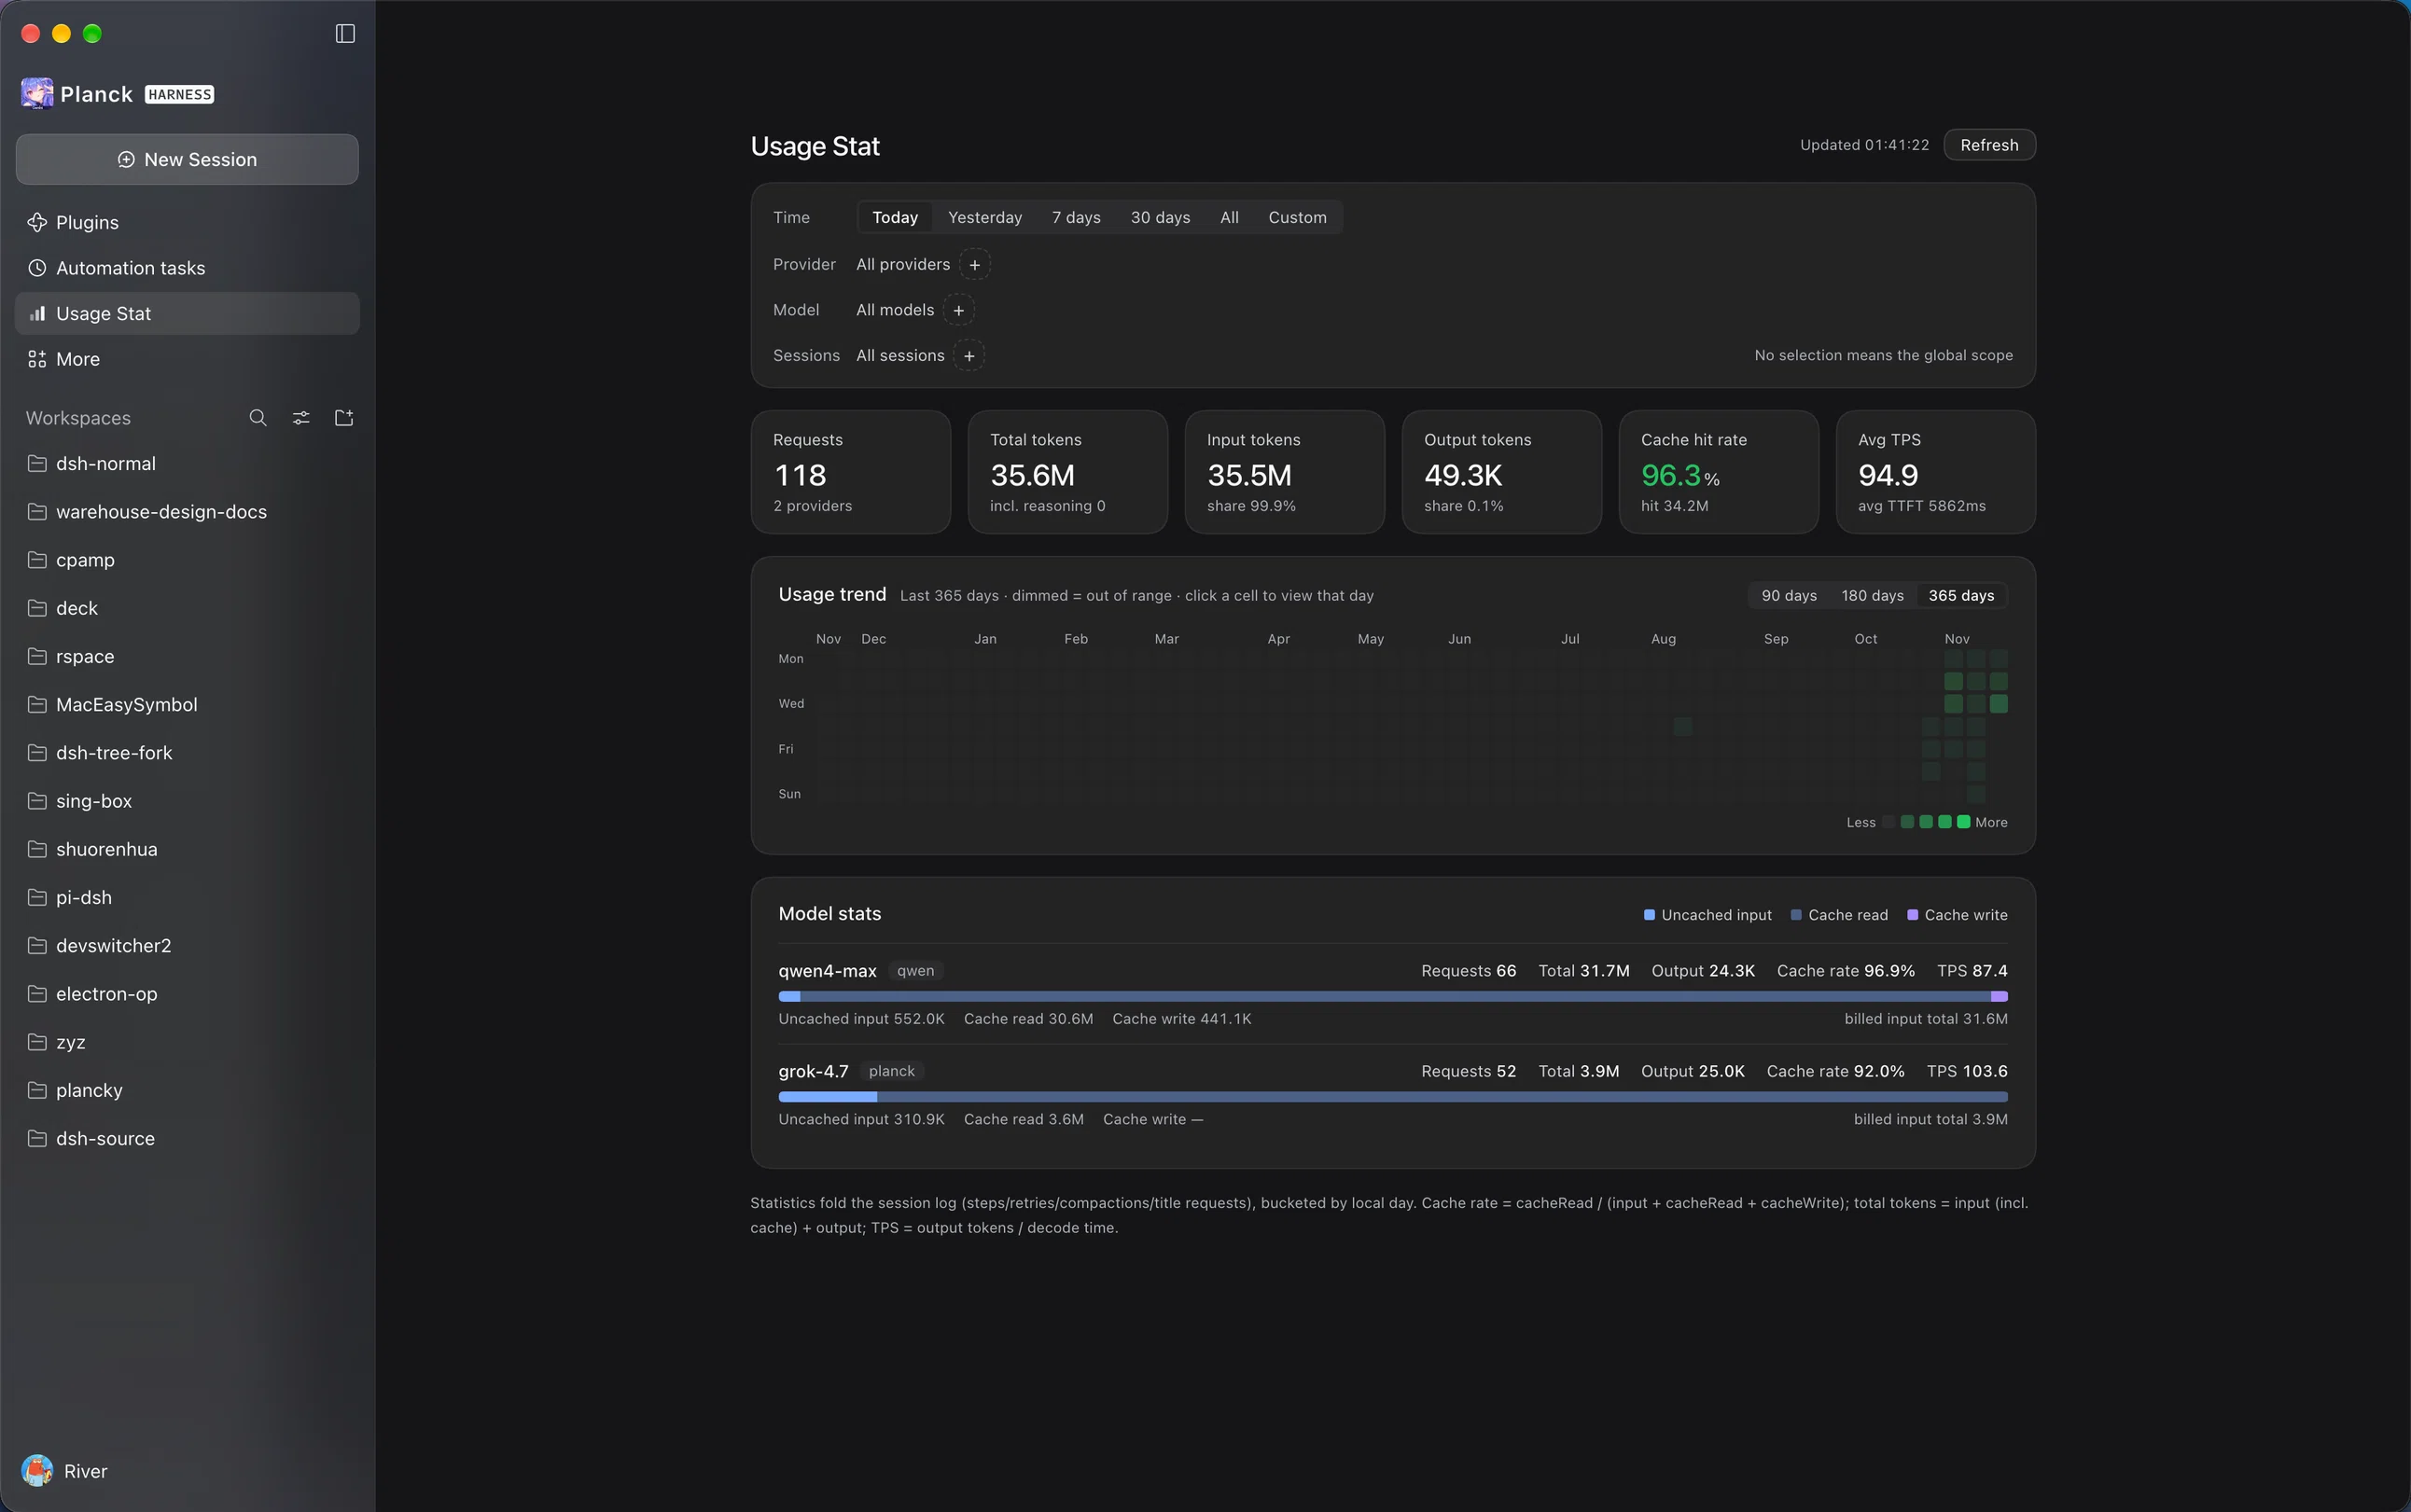 Planck HARNESS
New Session
Plugins
Automation tasks
Usage Stat
More
Workspaces
dsh-normal
warehouse-design-docs
cpamp
deck
rspace
MacEasySymbol
dsh-tree-fork
sing-box
shuorenhua
pi-dsh
devswitcher2
electron-op
zyz
plancky
dsh-source
River
Usage Stat Updated 01:41:22 Refresh
Time Today Yesterday 7 days 30 days All Custom
Provider All providers +
Model All models +
Sessions All sessions + No selection means the global scope
Requests
118
2 providers
Total tokens
35.6M
incl. reasoning 0
Input tokens
35.5M
share 99.9%
Output tokens
49.3K
share 0.1%
Cache hit rate
96.3%
hit 34.2M
Avg TPS
94.9
avg TTFT 5862ms
Usage trend Last 365 days · dimmed = out of range · click a cell to view that day 90 days 180 days 365 days
Nov Dec Jan Feb Mar Apr May Jun Jul Aug Sep Oct Nov
Mon
Wed
Fri
Sun
Less More
Model stats Uncached input Cache read Cache write
qwen4-max qwen Requests 66 Total 31.7M Output 24.3K Cache rate 96.9% TPS 87.4
Uncached input 552.0K Cache read 30.6M Cache write 441.1K billed input total 31.6M
grok-4.7 planck Requests 52 Total 3.9M Output 25.0K Cache rate 92.0% TPS 103.6
Uncached input 310.9K Cache read 3.6M Cache write — billed input total 3.9M
Statistics fold the session log (steps/retries/compactions/title requests), bucketed by local day. Cache rate = cacheRead / (input + cacheRead + cacheWrite); total tokens = input (incl.
cache) + output; TPS = output tokens / decode time.